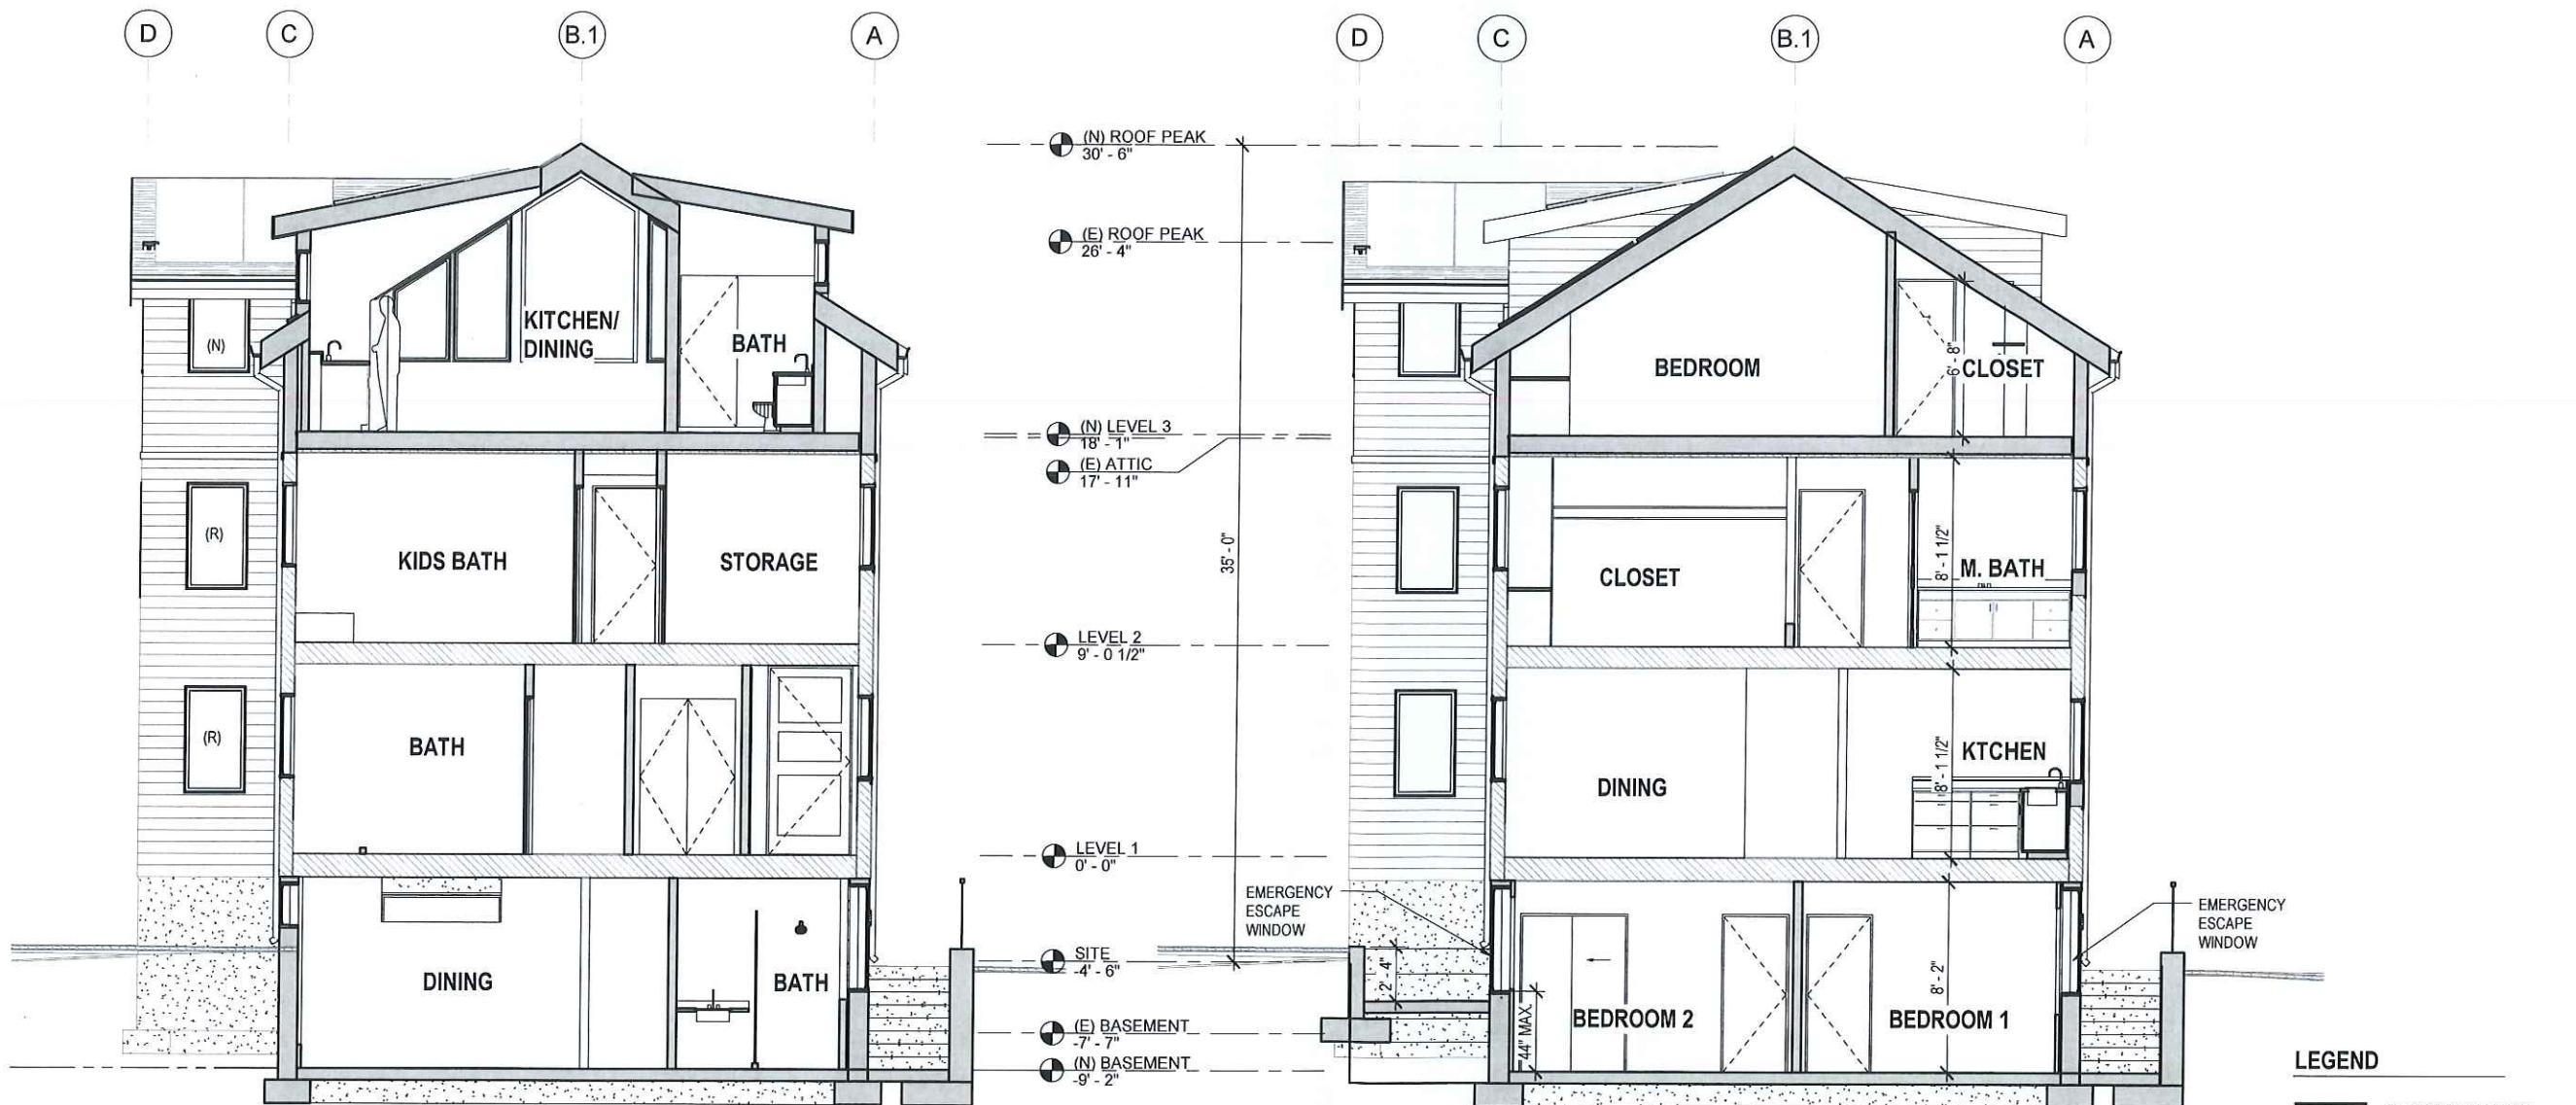 D
C
B.1
A
D
C
B.1
A
(N) ROOF PEAK
30' - 6"
(E) ROOF PEAK
26' - 4"
(N) LEVEL 3
18' - 1"
(E) ATTIC
17' - 11"
35' - 0"
LEVEL 2
9' - 0 1/2"
LEVEL 1
0' - 0"
SITE
-4' - 6"
(E) BASEMENT
-7' - 7"
(N) BASEMENT
-9' - 2"
(N)
KITCHEN/
DINING
BATH
(R)
KIDS BATH
STORAGE
(R)
BATH
DINING
BATH
BEDROOM
6' - 8"
CLOSET
CLOSET
8' - 1 1/2"
M. BATH
DINING
8' - 1 1/2"
KTCHEN
EMERGENCY
ESCAPE
WINDOW
EMERGENCY
ESCAPE
WINDOW
2' - 4"
44" MAX.
BEDROOM 2
8' - 2"
BEDROOM 1
LEGEND